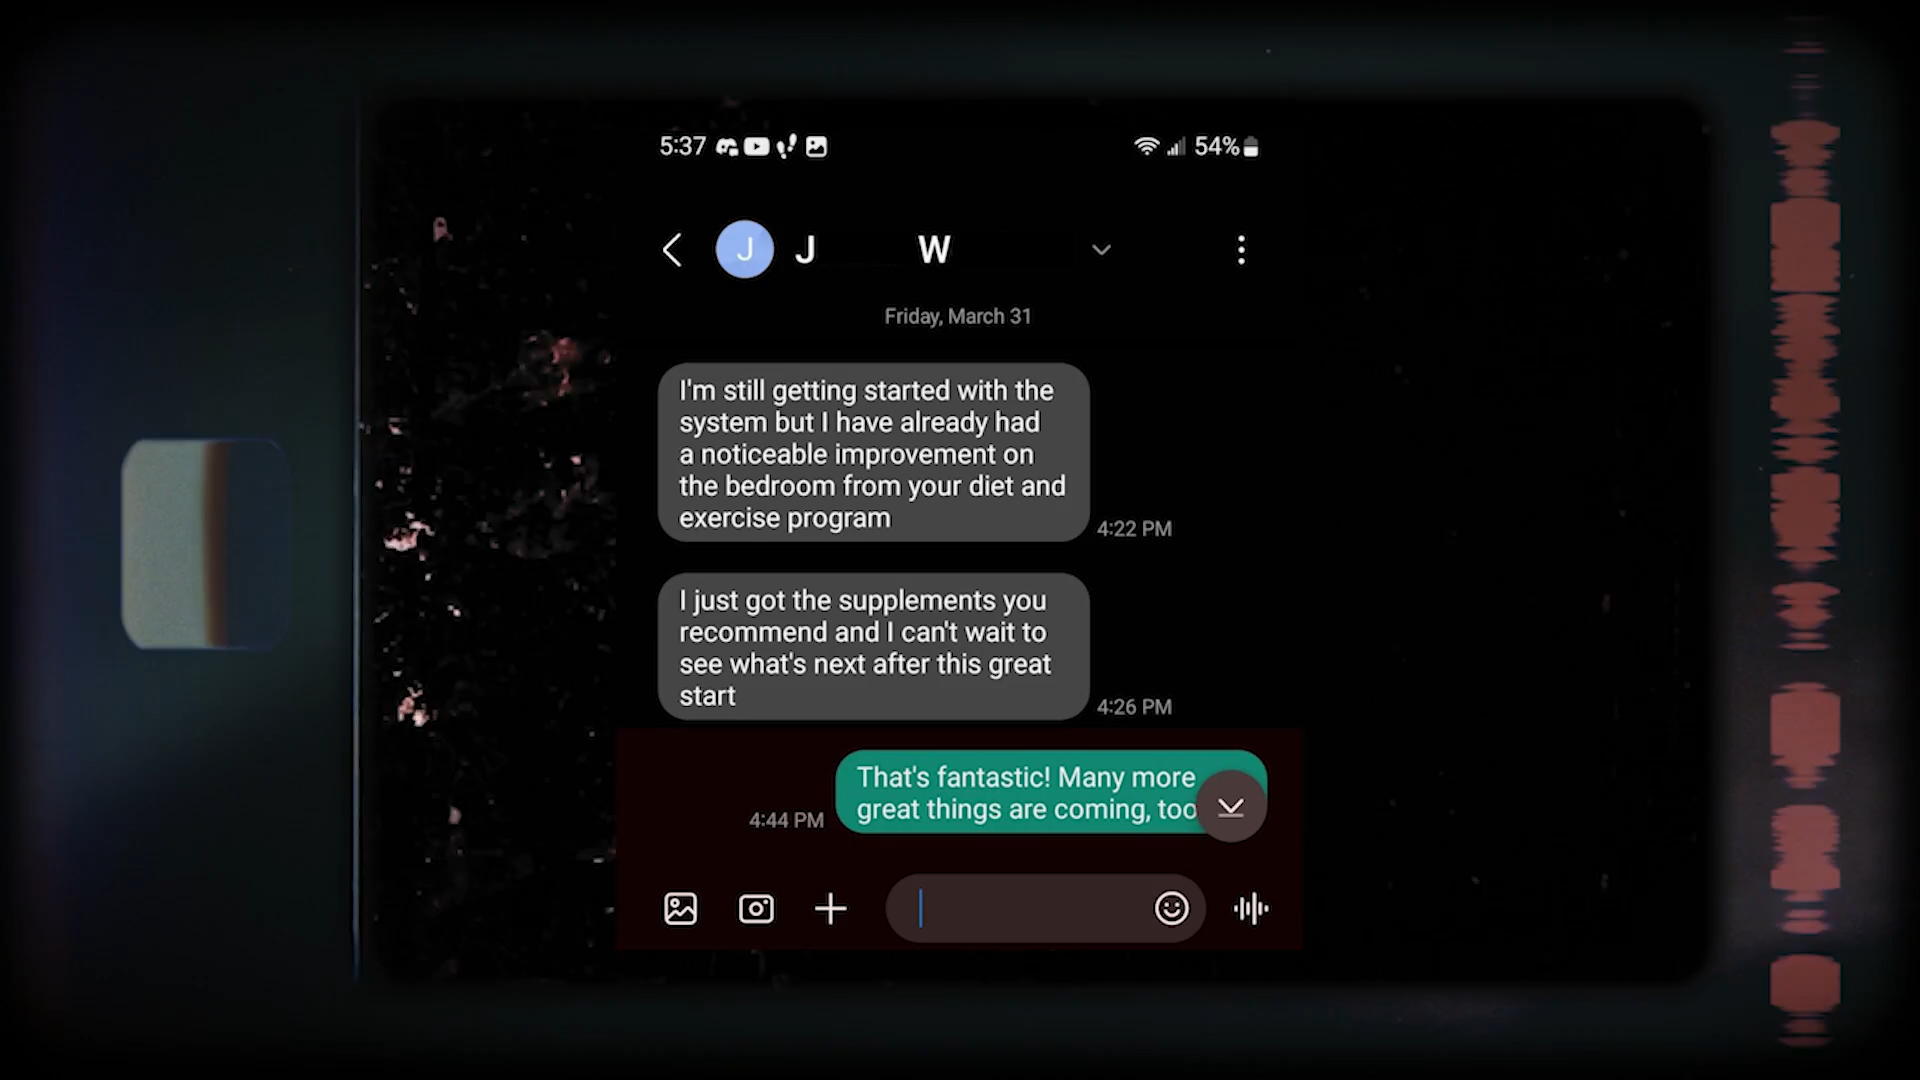 5:37 54%
J J W
Friday, March 31
I'm still getting started with the
system but I have already had
a noticeable improvement on
the bedroom from your diet and
exercise program
4:22 PM
I just got the supplements you
recommend and I can't wait to
see what's next after this great
start
4:26 PM
That's fantastic! Many more
great things are coming, too
4:44 PM